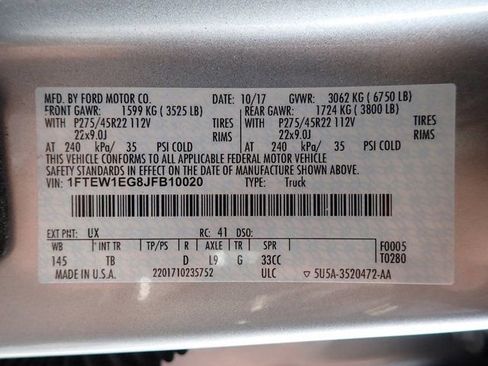 MFD. BY FORD MOTOR CO. 10/17 GVWR: 3062 KG (6750 LB)
FRONT GAWR: 1599 KG (3525 LB) REAR GAWR: 1724 KG (3800 LB)
WITH P275/45R22 112V TIRES WITH P275/45R22 112V TIRES
22x9.0J RIMS 22x9.0J RIMS
AT 240 kPa/ 35 PSI COLD AT 240 kPa/ 35 PSI COLD
THIS VEHICLE CONFORMS TO ALL APPLICABLE FEDERAL MOTOR VEHICLE
SAFETY STANDARDS IN EFFECT ON THE DATE OF MANUFACTURE SHOWN ABOVE.
VIN: 1FTEW1EG8JFB10020 TYPE: Truck
EXT PNT: UX RC: 41 DSO: F0005
WB INT TR TP/PS R AXLE TR SPR T0280
145 TB D L9 G 33CC
MADE IN U.S.A. 2201710235752 ULC ▽ 5U5A-3520472-AA